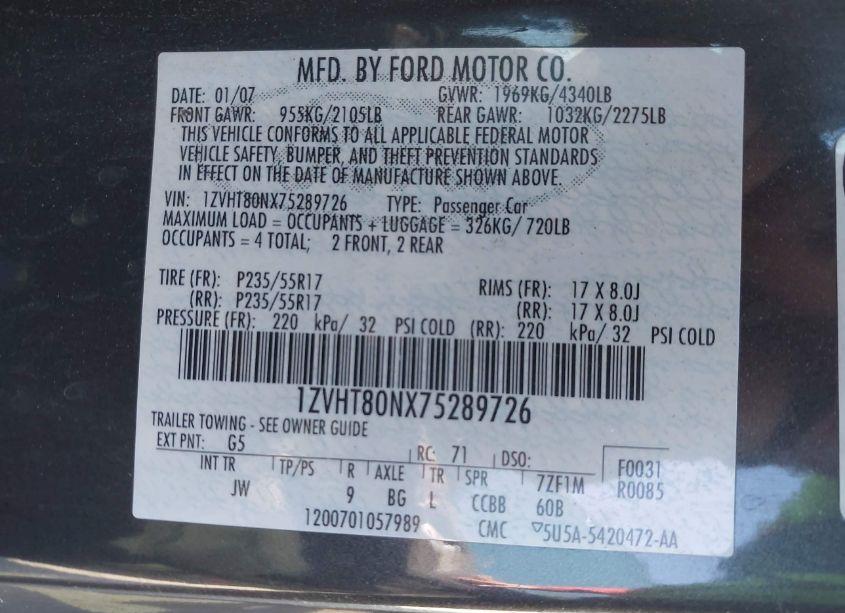 MFD. BY FORD MOTOR CO.
DATE: 01/07 GVWR: 1969KG/4340LB
FRONT GAWR: 955KG/2105LB REAR GAWR: 1032KG/2275LB
THIS VEHICLE CONFORMS TO ALL APPLICABLE FEDERAL MOTOR
VEHICLE SAFETY, BUMPER, AND THEFT PREVENTION STANDARDS
IN EFFECT ON THE DATE OF MANUFACTURE SHOWN ABOVE.
VIN: 1ZVHT80NX75289726 TYPE: Passenger Car
MAXIMUM LOAD = OCCUPANTS + LUGGAGE = 326KG/ 720LB
OCCUPANTS = 4 TOTAL; 2 FRONT, 2 REAR
TIRE (FR): P235/55R17 RIMS (FR): 17 X 8.0J
(RR): P235/55R17 (RR): 17 X 8.0J
PRESSURE (FR): 220 kPa/ 32 PSI COLD (RR): 220 kPa/ 32 PSI COLD
1ZVHT80NX75289726
TRAILER TOWING - SEE OWNER GUIDE
EXT PNT: G5 RC: 71 DSO: F0031
INT TR TP/PS R AXLE TR SPR 7ZF1M R0085
JW 9 BG L CCBB 60B
1200701057989 CMC ▽5U5A-5420472-AA